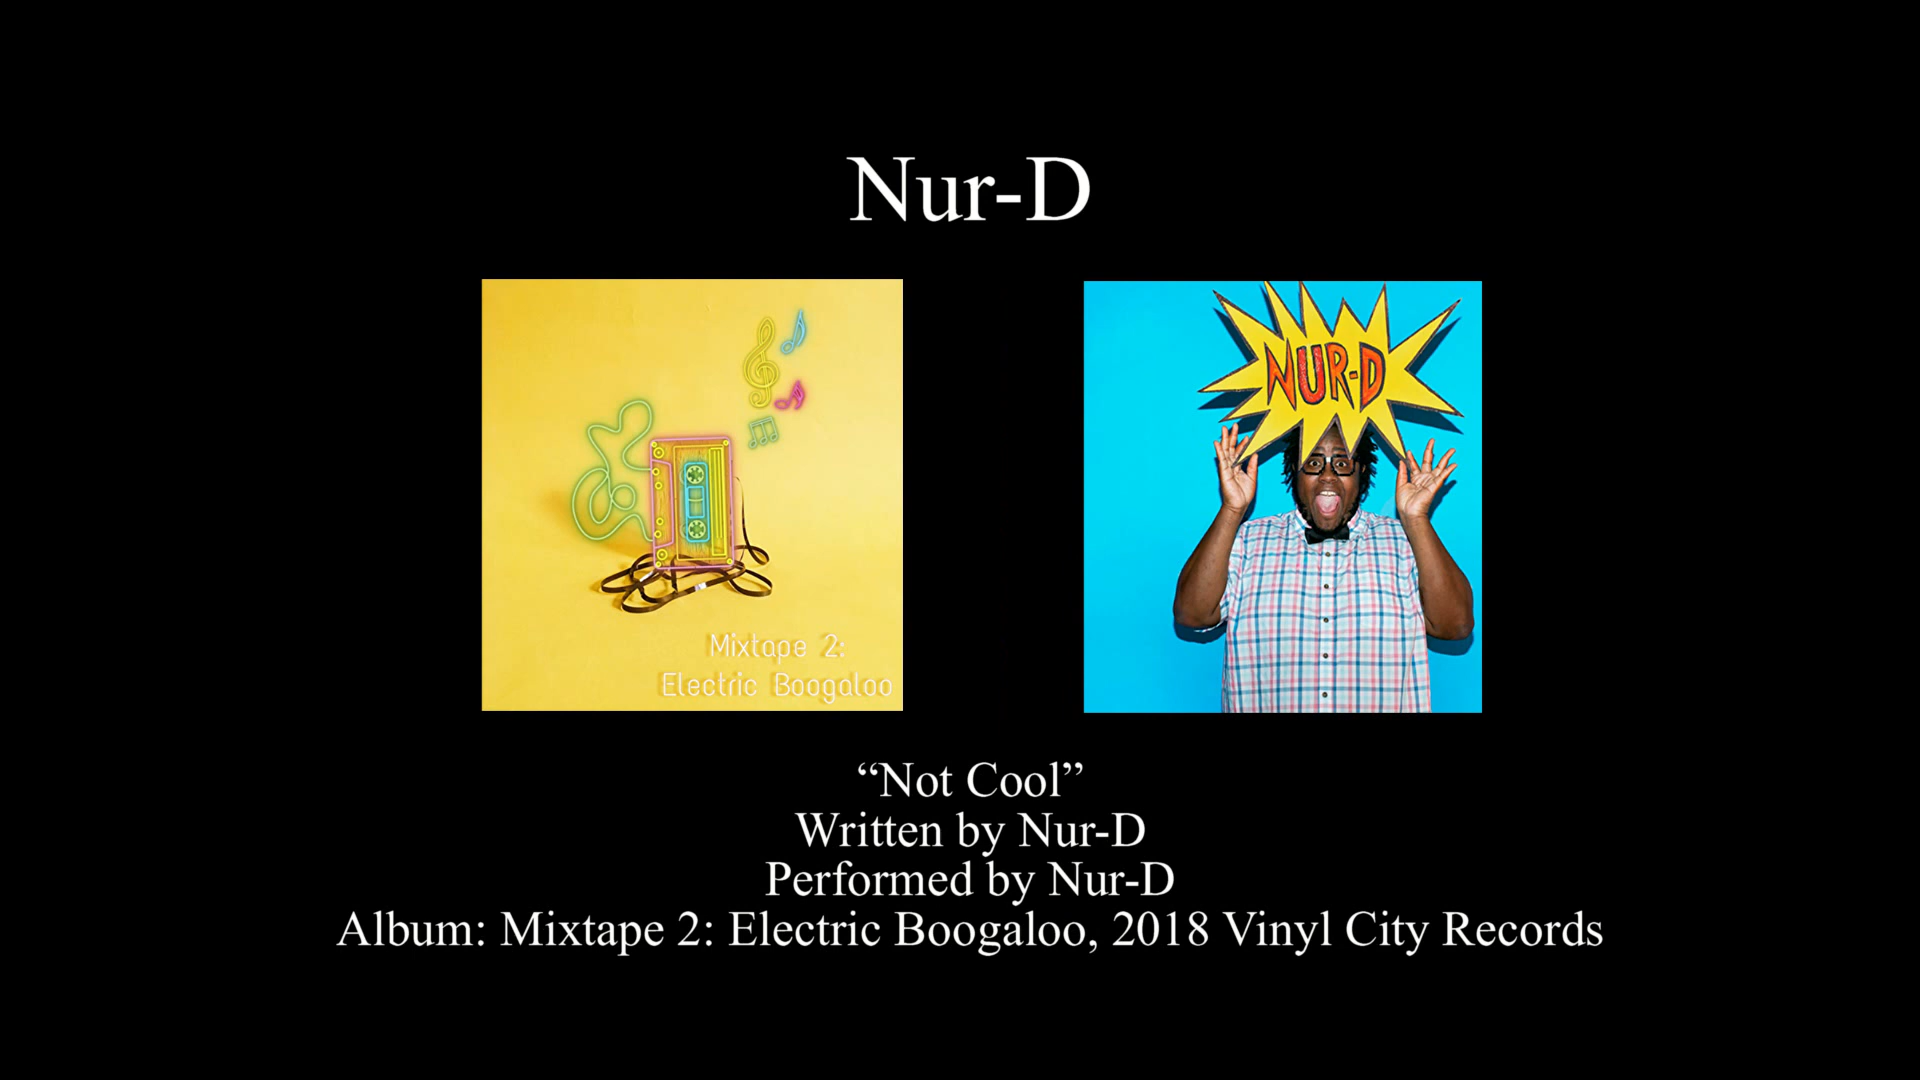 Nur-D
NUR-D
Mixtape 2:
Electric Boogaloo
“Not Cool”
Written by Nur-D
Performed by Nur-D
Album: Mixtape 2: Electric Boogaloo, 2018 Vinyl City Records